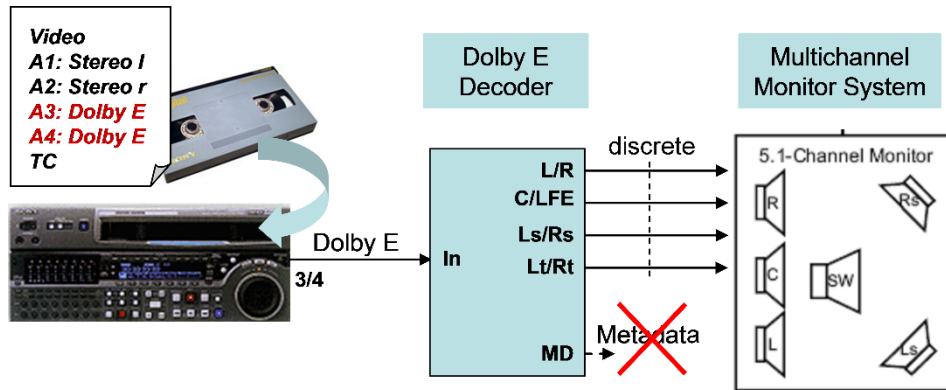 Video
A1: Stereo l
A2: Stereo r
A3: Dolby E
A4: Dolby E
TC
Dolby E
3/4
Dolby E
Decoder
In
L/R
C/LFE
Ls/Rs
Lt/Rt
MD
discrete
Metadata
Multichannel
Monitor System
5.1-Channel Monitor
R
Rs
C
SW
L
Ls